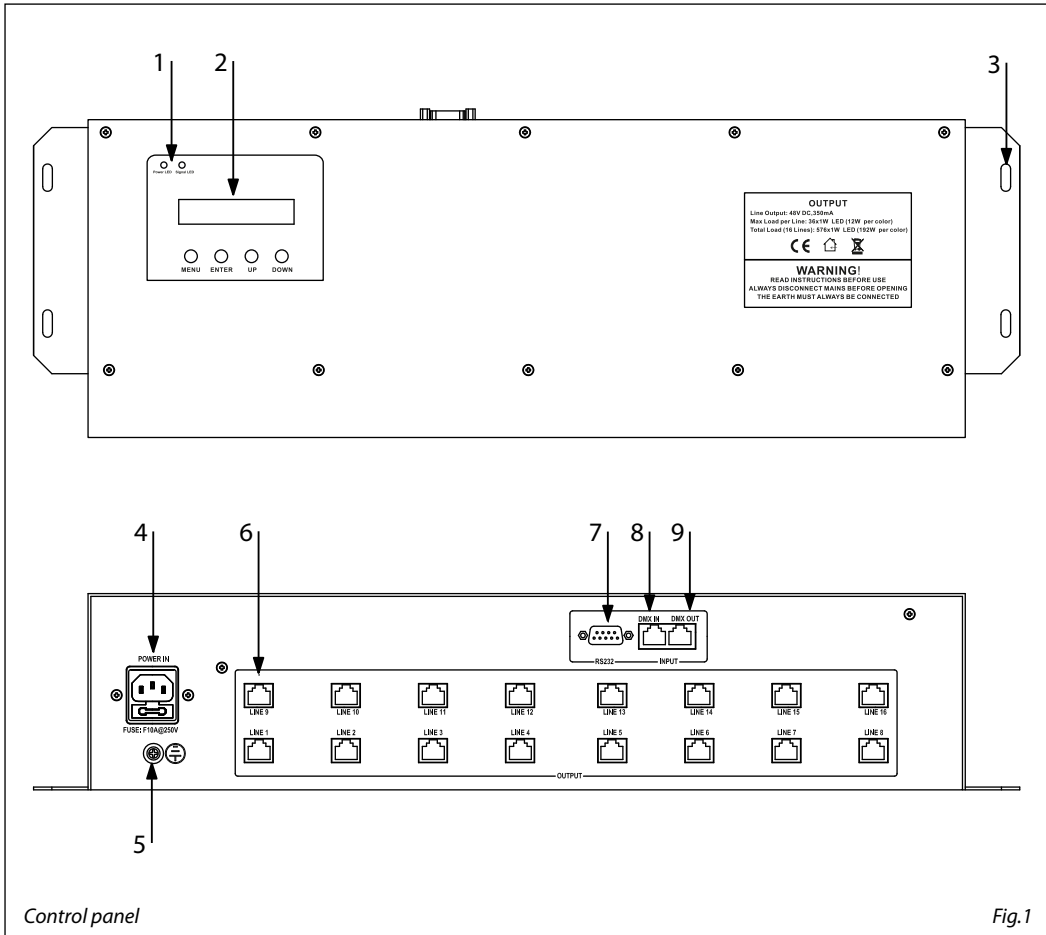 1 2 3
Power LED Signal LED
MENU ENTER UP DOWN
OUTPUT
Line Output: 48V DC,350mA
Max Load per Line: 36x1W LED (12W per color)
Total Load (16 Lines): 576x1W LED (192W per color)
CE
WARNING!
READ INSTRUCTIONS BEFORE USE
ALWAYS DISCONNECT MAINS BEFORE OPENING
THE EARTH MUST ALWAYS BE CONNECTED
4 6 7 8 9
DMX IN DMX OUT
RS232 INPUT
POWER IN
FUSE: F10A@250V
LINE 9 LINE 10 LINE 11 LINE 12 LINE 13 LINE 14 LINE 15 LINE 16
LINE 1 LINE 2 LINE 3 LINE 4 LINE 5 LINE 6 LINE 7 LINE 8
OUTPUT
5
Control panel Fig.1